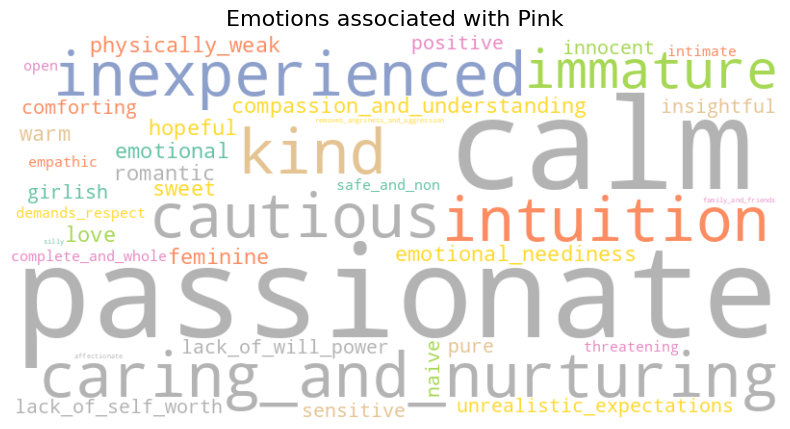 Emotions associated with Pink
physically_weak
positive
innocent
intimate
open
inexperienced
immature
comforting
compassion_and_understanding
insightful
removes_angriness_and_aggression
warm
hopeful
kind
calm
emotional
empathic
romantic
sweet
safe_and_non
girlish
cautious
intuition
family_and_friends
demands_respect
love
silly
complete_and_whole
feminine
emotional_neediness
passionate
lack_of_will_power
naive
pure
threatening
affectionate
caring_and_nurturing
lack_of_self_worth
sensitive
unrealistic_expectations